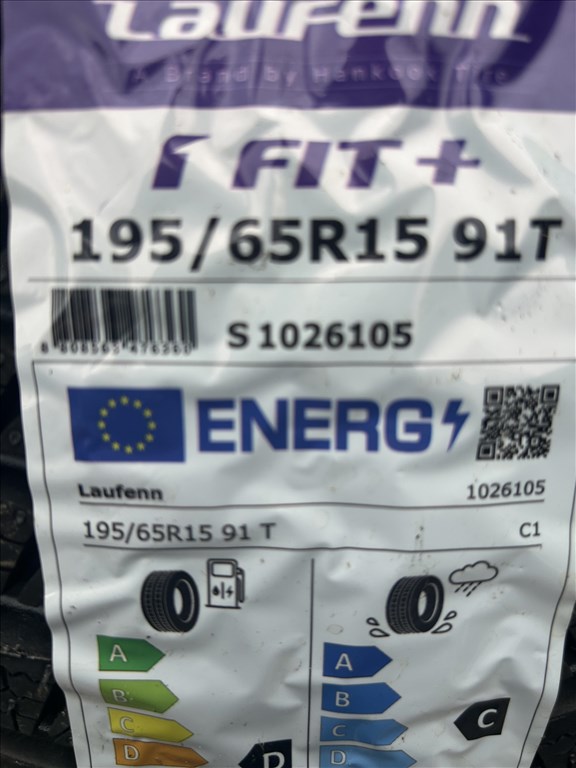 Laufenn
A Brand by Hankook Tire
i FIT+
195/65R15 91T
S 1026105
ENERG
Laufenn 1026105
195/65R15 91 T C1
A A
B B
C C C
D D D